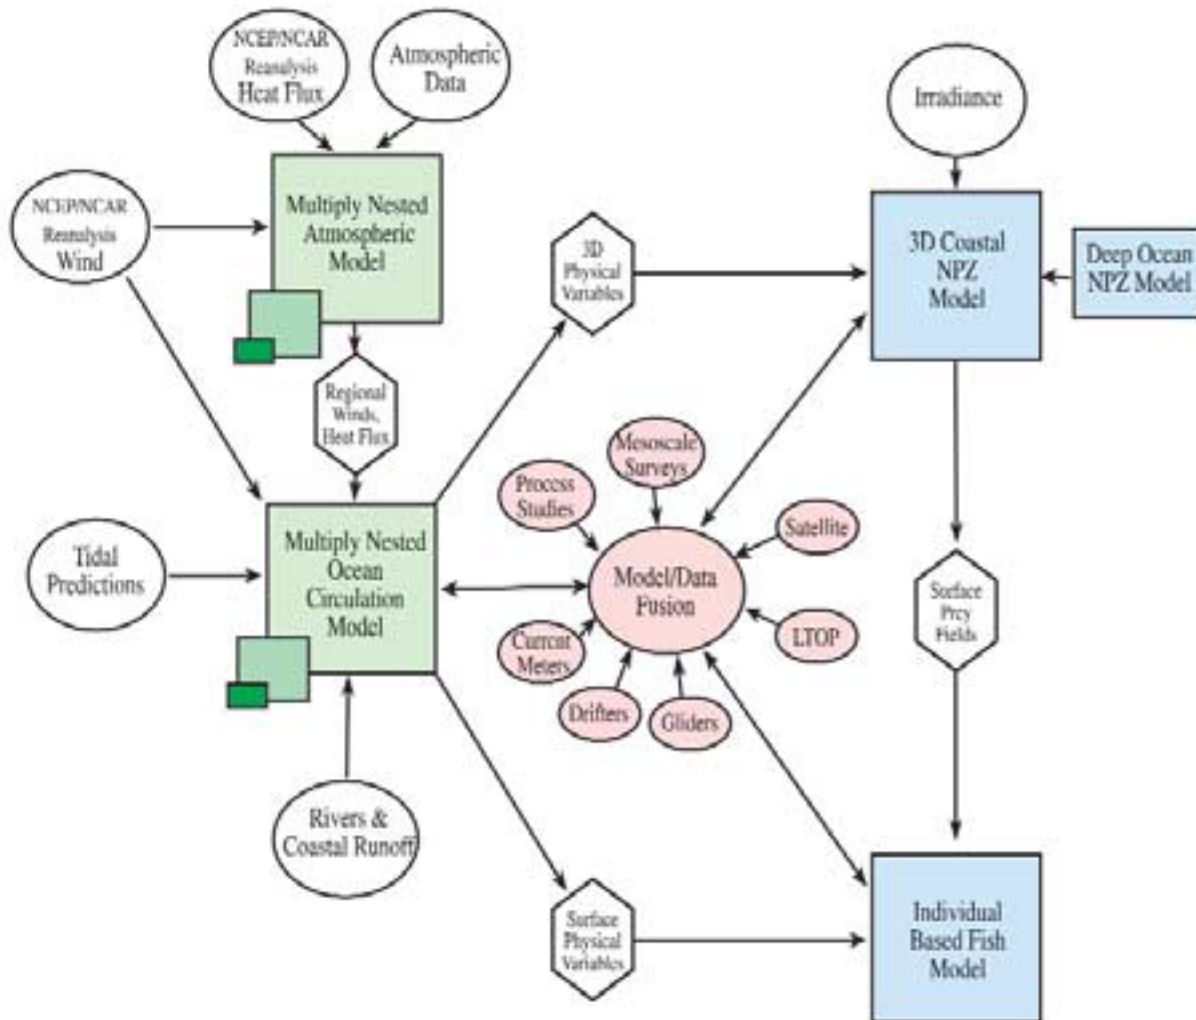 NCEP/NCAR
Reanalysis
Heat Flux
Atmospheric
Data
Irradiance
NCEP/NCAR
Reanalysis
Wind
Multiply Nested
Atmospheric
Model
3D
Physical
Variables
3D Coastal
NPZ
Model
Deep Ocean
NPZ Model
Regional
Winds,
Heat Flux
Mesoscale
Surveys
Process
Studies
Satellite
Tidal
Predictions
Multiply Nested
Ocean
Circulation
Model
Model/Data
Fusion
Surface
Prey
Fields
Current
Meters
LTOP
Drifters
Gliders
Rivers &
Coastal Runoff
Surface
Physical
Variables
Individual
Based Fish
Model